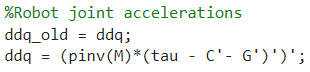 %Robot joint accelerations
ddq_old = ddq;
ddq = (pinv(M)*(tau - C'- G')')';